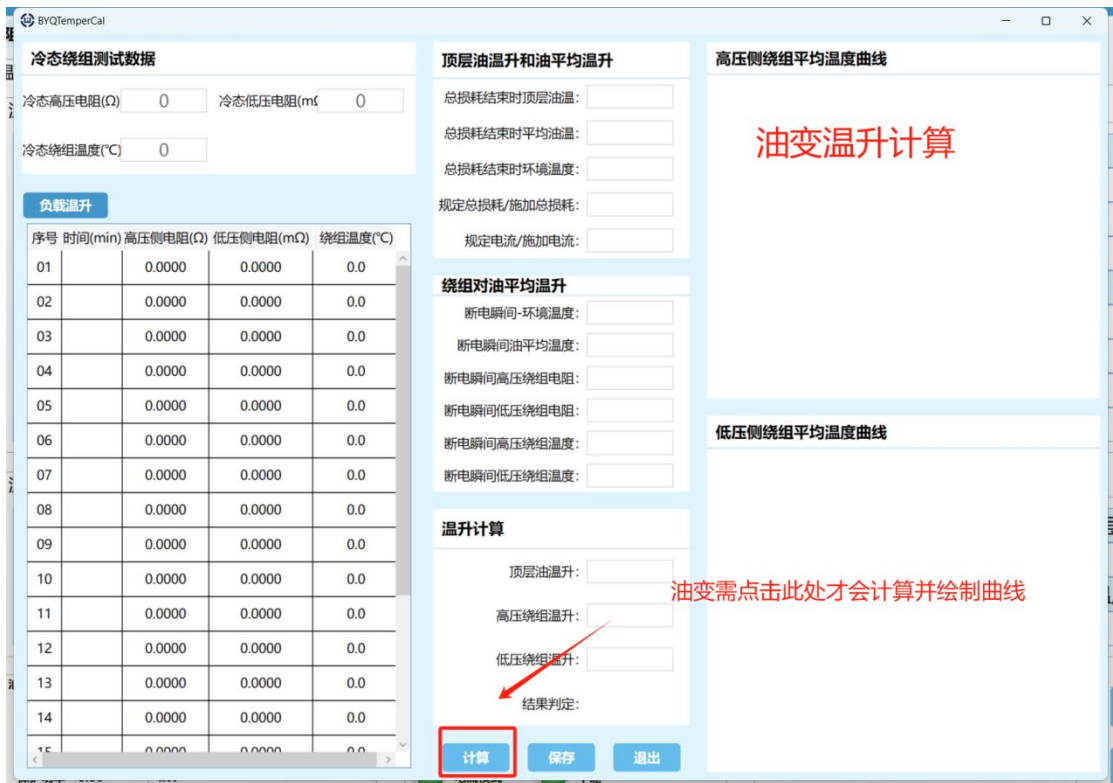 BYQTemperCal
冷态绕组测试数据
冷态高压电阻(Ω) 0 冷态低压电阻(mΩ 0
冷态绕组温度(℃) 0
负载温升
序号 时间(min) 高压侧电阻(Ω) 低压侧电阻(mΩ) 绕组温度(℃)
01 0.0000 0.0000 0.0
02 0.0000 0.0000 0.0
03 0.0000 0.0000 0.0
04 0.0000 0.0000 0.0
05 0.0000 0.0000 0.0
06 0.0000 0.0000 0.0
07 0.0000 0.0000 0.0
08 0.0000 0.0000 0.0
09 0.0000 0.0000 0.0
10 0.0000 0.0000 0.0
11 0.0000 0.0000 0.0
12 0.0000 0.0000 0.0
13 0.0000 0.0000 0.0
14 0.0000 0.0000 0.0
15 0.0000 0.0000 0.0
顶层油温升和油平均温升
总损耗结束时顶层油温:
总损耗结束时平均油温:
总损耗结束时环境温度:
规定总损耗/施加总损耗:
规定电流/施加电流:
绕组对油平均温升
断电瞬间-环境温度:
断电瞬间油平均温度:
断电瞬间高压绕组电阻:
断电瞬间低压绕组电阻:
断电瞬间高压绕组温度:
断电瞬间低压绕组温度:
温升计算
顶层油温升:
高压绕组温升:
低压绕组温升:
结果判定:
计算 保存 退出
高压侧绕组平均温度曲线
油变温升计算
低压侧绕组平均温度曲线
油变需点击此处才会计算并绘制曲线